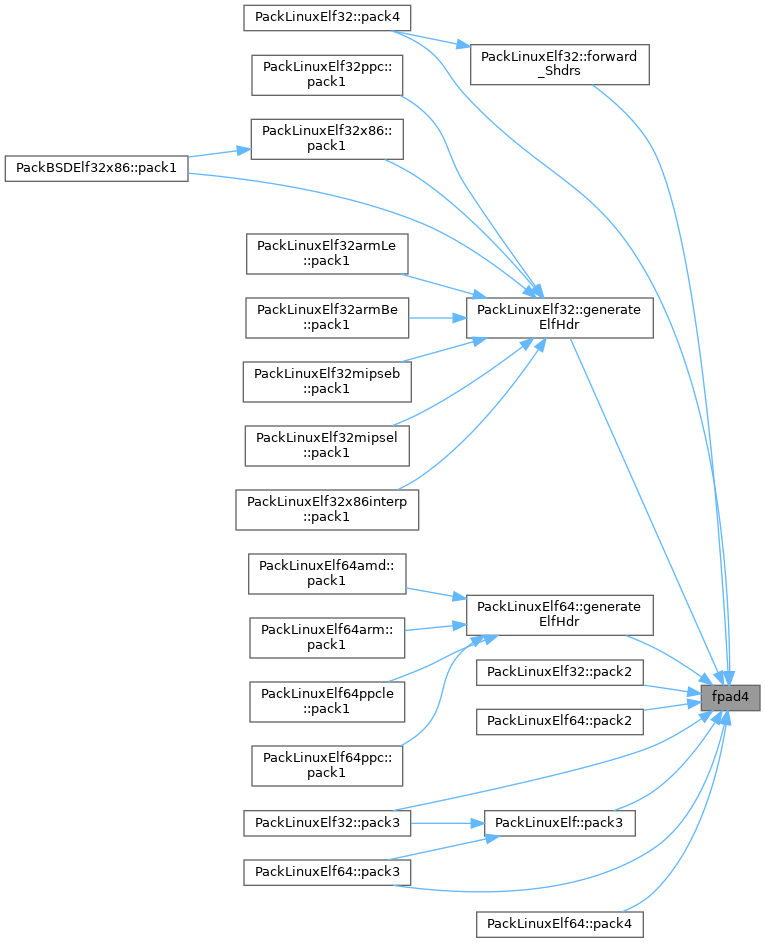 PackLinuxElf32::pack4
PackLinuxElf32::forward
_Shdrs
PackLinuxElf32ppc::
pack1
PackLinuxElf32x86::
pack1
PackBSDElf32x86::pack1
PackLinuxElf32armLe
::pack1
PackLinuxElf32::generate
ElfHdr
PackLinuxElf32armBe
::pack1
PackLinuxElf32mipseb
::pack1
PackLinuxElf32mipsel
::pack1
PackLinuxElf32x86interp
::pack1
PackLinuxElf64amd::
pack1
PackLinuxElf64::generate
ElfHdr
PackLinuxElf64arm::
pack1
PackLinuxElf32::pack2
fpad4
PackLinuxElf64ppcle
::pack1
PackLinuxElf64::pack2
PackLinuxElf64ppc::
pack1
PackLinuxElf32::pack3
PackLinuxElf::pack3
PackLinuxElf64::pack3
PackLinuxElf64::pack4